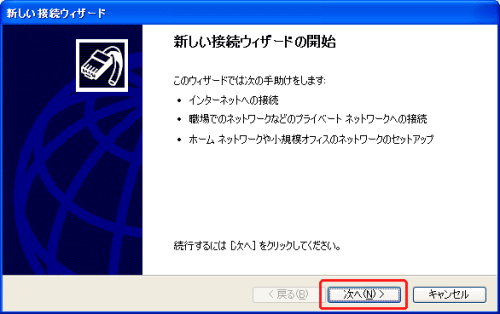 新しい接続ウィザード
新しい接続ウィザードの開始
このウィザードでは次の手助けをします:
• インターネットへの接続
• 職場でのネットワークなどのプライベート ネットワークへの接続
• ホーム ネットワークや小規模オフィスのネットワークのセットアップ
続行するには [次へ] をクリックしてください。
< 戻る(B) 次へ(N) > キャンセル